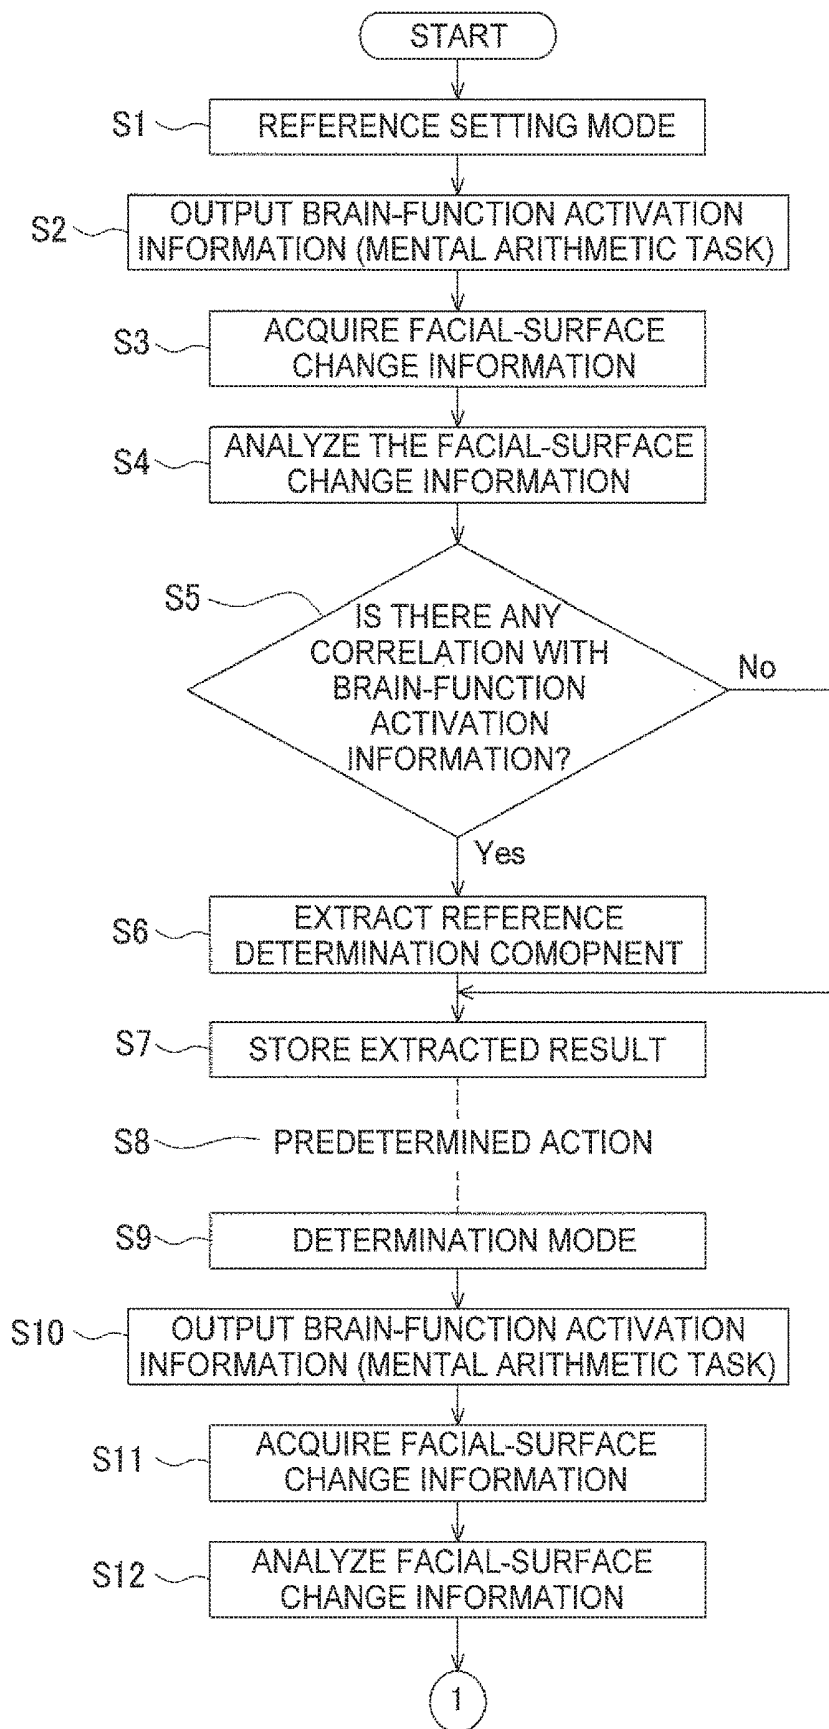 START
S1
REFERENCE SETTING MODE
S2
OUTPUT BRAIN-FUNCTION ACTIVATION
INFORMATION (MENTAL ARITHMETIC TASK)
S3
ACQUIRE FACIAL-SURFACE
CHANGE INFORMATION
S4
ANALYZE THE FACIAL-SURFACE
CHANGE INFORMATION
S5
IS THERE ANY
CORRELATION WITH
BRAIN-FUNCTION
ACTIVATION
INFORMATION?
No
Yes
S6
EXTRACT REFERENCE
DETERMINATION COMOPNENT
S7
STORE EXTRACTED RESULT
S8
PREDETERMINED ACTION
S9
DETERMINATION MODE
S10
OUTPUT BRAIN-FUNCTION ACTIVATION
INFORMATION (MENTAL ARITHMETIC TASK)
S11
ACQUIRE FACIAL-SURFACE
CHANGE INFORMATION
S12
ANALYZE FACIAL-SURFACE
CHANGE INFORMATION
1